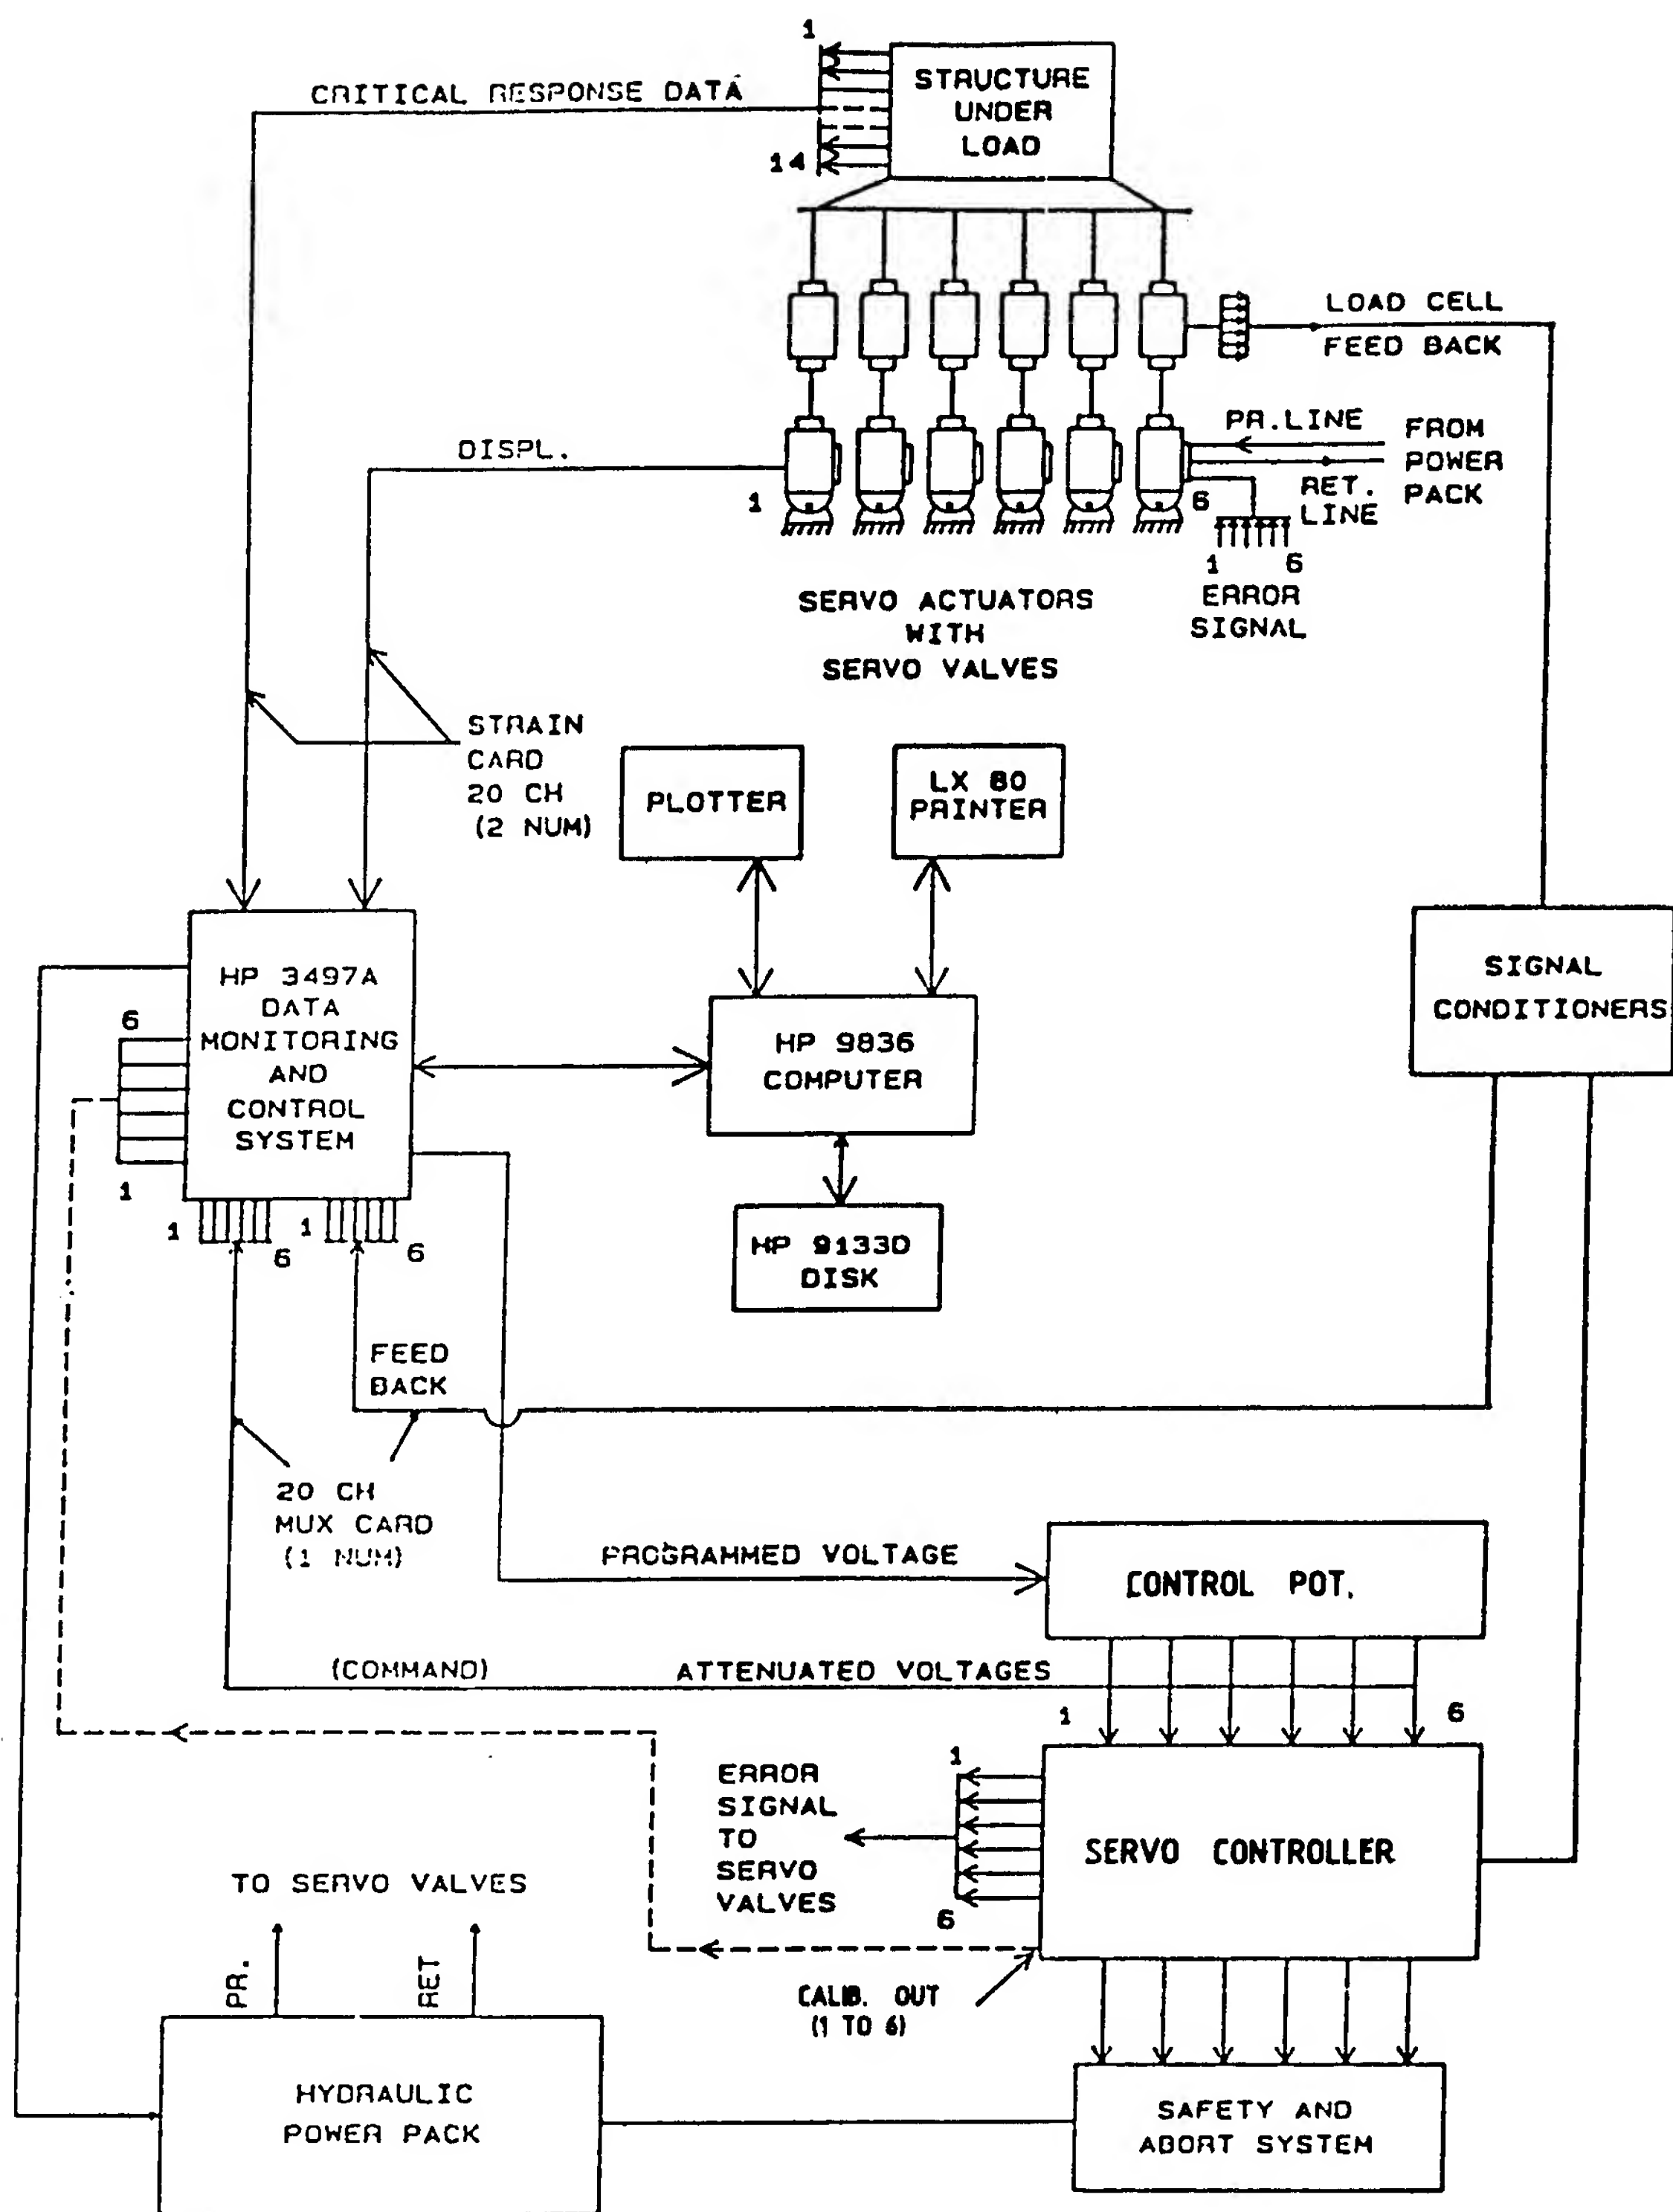 1
STRUCTURE
UNDER
LOAD
CRITICAL RESPONSE DATA
14
LOAD CELL
FEED BACK
PR.LINE
FROM
POWER
PACK
RET.
LINE
DISPL.
1
6
1 6
ERROR
SIGNAL
SERVO ACTUATORS
WITH
SERVO VALVES
STRAIN
CARD
20 CH
(2 NUM)
PLOTTER
LX 80
PRINTER
HP 3497A
DATA
MONITORING
AND
CONTROL
SYSTEM
6
1
HP 9836
COMPUTER
SIGNAL
CONDITIONERS
1 6
1 6
HP 9133D
DISK
FEED
BACK
20 CH
MUX CARD
(1 NUM)
PROGRAMMED VOLTAGE
CONTROL POT.
(COMMAND) ATTENUATED VOLTAGES
1 6
ERROR
SIGNAL
TO
SERVO
VALVES
1
6
SERVO CONTROLLER
TO SERVO VALVES
PR.
RET
CALIB. OUT
(1 TO 6)
HYDRAULIC
POWER PACK
SAFETY AND
ABORT SYSTEM